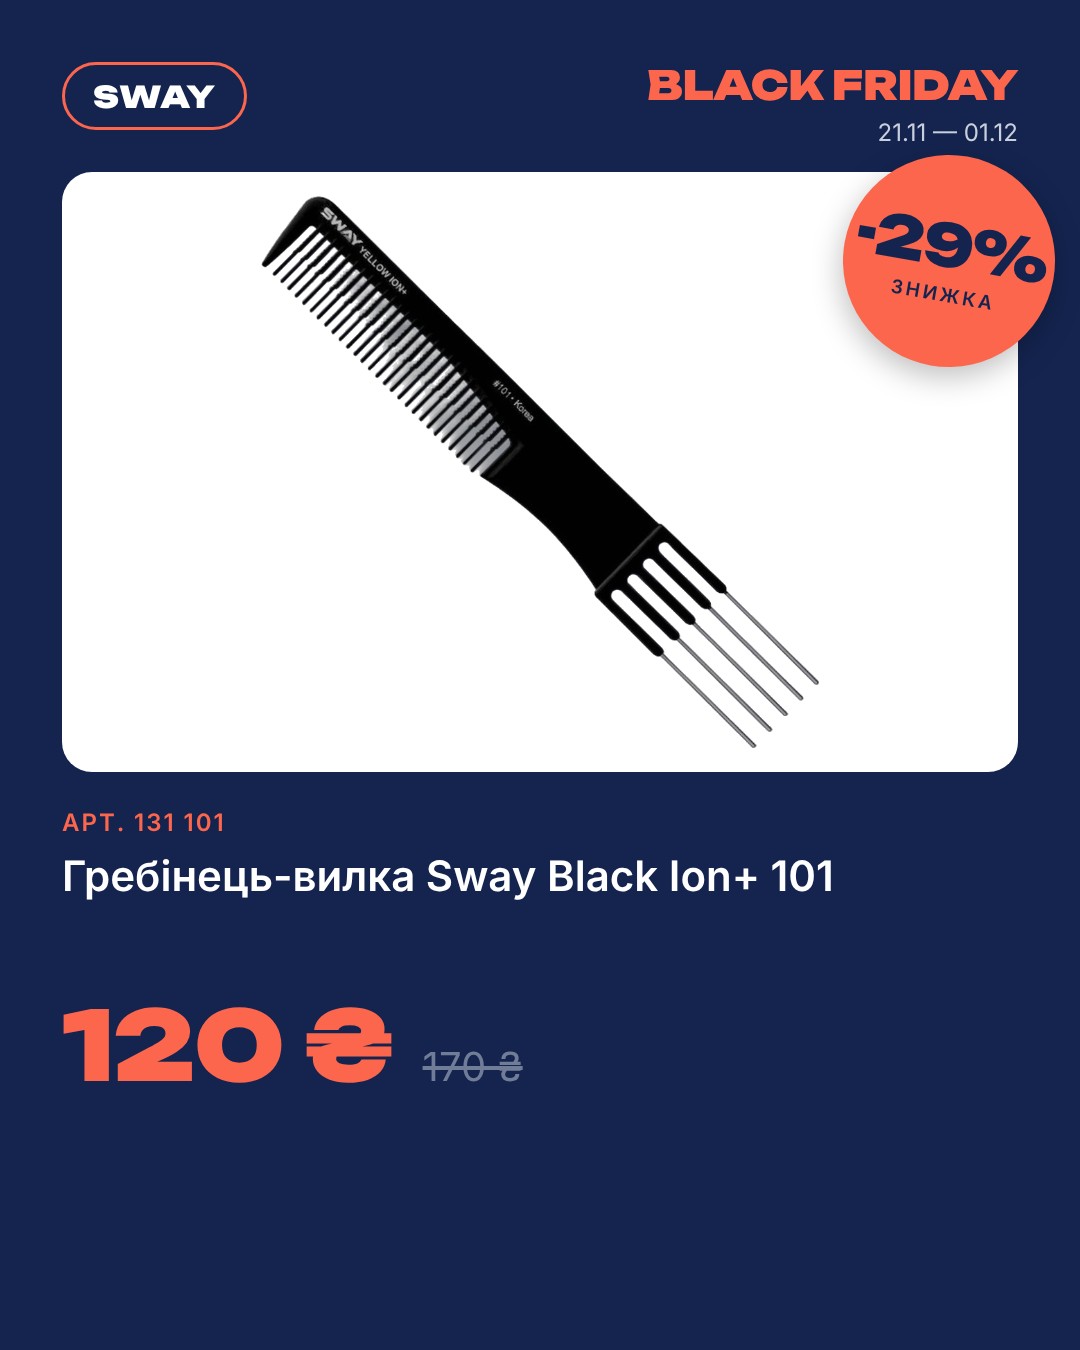 SWAY
BLACK FRIDAY
21.11 — 01.12
-29%
ЗНИЖКА
SWAY YELLOW ION+
#101 • Korea
АРТ. 131 101
Гребінець-вилка Sway Black Ion+ 101
120 ₴ 170 ₴